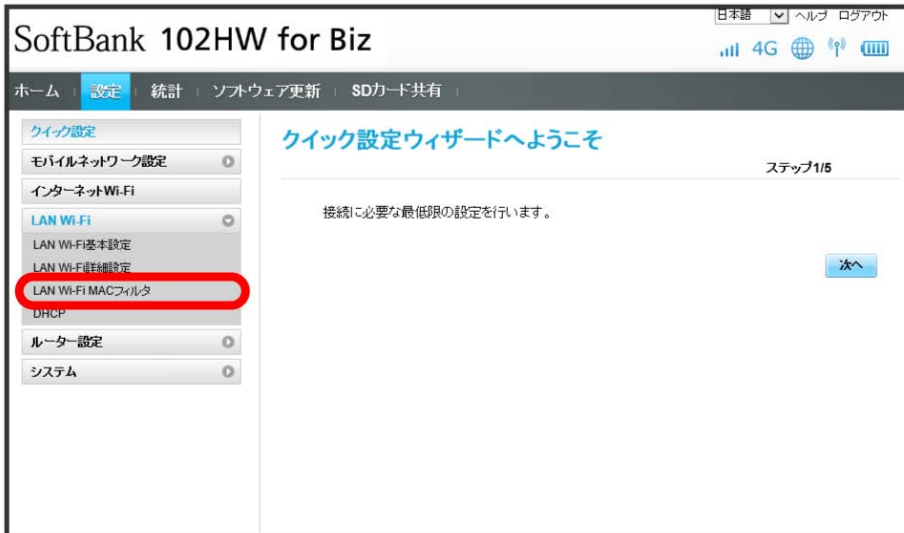 日本語 ヘルプ ログアウト
SoftBank 102HW for Biz
4G
ホーム 設定 統計 ソフトウェア更新 SDカード共有
クイック設定
モバイルネットワーク設定
インターネットWi-Fi
LAN Wi-Fi
LAN Wi-Fi基本設定
LAN Wi-Fi詳細設定
LAN Wi-Fi MACフィルタ
DHCP
ルーター設定
システム
クイック設定ウィザードへようこそ
ステップ1/5
接続に必要な最低限の設定を行います。
次へ